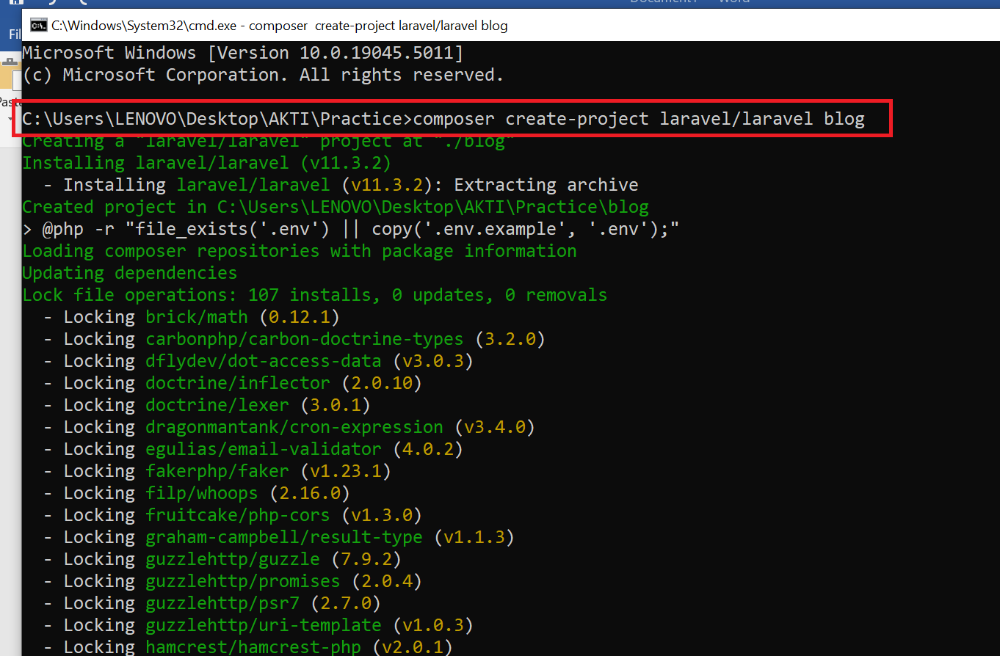 C:\Windows\System32\cmd.exe - composer  create-project laravel/laravel blog
Fil
Microsoft Windows [Version 10.0.19045.5011]
(c) Microsoft Corporation. All rights reserved.
Paste
C:\Users\LENOVO\Desktop\AKTI\Practice>composer create-project laravel/laravel blog
Creating a "laravel/laravel" project at "./blog"
Installing laravel/laravel (v11.3.2)
  - Installing laravel/laravel (v11.3.2): Extracting archive
Created project in C:\Users\LENOVO\Desktop\AKTI\Practice\blog
> @php -r "file_exists('.env') || copy('.env.example', '.env');"
Loading composer repositories with package information
Updating dependencies
Lock file operations: 107 installs, 0 updates, 0 removals
  - Locking brick/math (0.12.1)
  - Locking carbonphp/carbon-doctrine-types (3.2.0)
  - Locking dflydev/dot-access-data (v3.0.3)
  - Locking doctrine/inflector (2.0.10)
  - Locking doctrine/lexer (3.0.1)
  - Locking dragonmantank/cron-expression (v3.4.0)
  - Locking egulias/email-validator (4.0.2)
  - Locking fakerphp/faker (v1.23.1)
  - Locking filp/whoops (2.16.0)
  - Locking fruitcake/php-cors (v1.3.0)
  - Locking graham-campbell/result-type (v1.1.3)
  - Locking guzzlehttp/guzzle (7.9.2)
  - Locking guzzlehttp/promises (2.0.4)
  - Locking guzzlehttp/psr7 (2.7.0)
  - Locking guzzlehttp/uri-template (v1.0.3)
  - Locking hamcrest/hamcrest-php (v2.0.1)